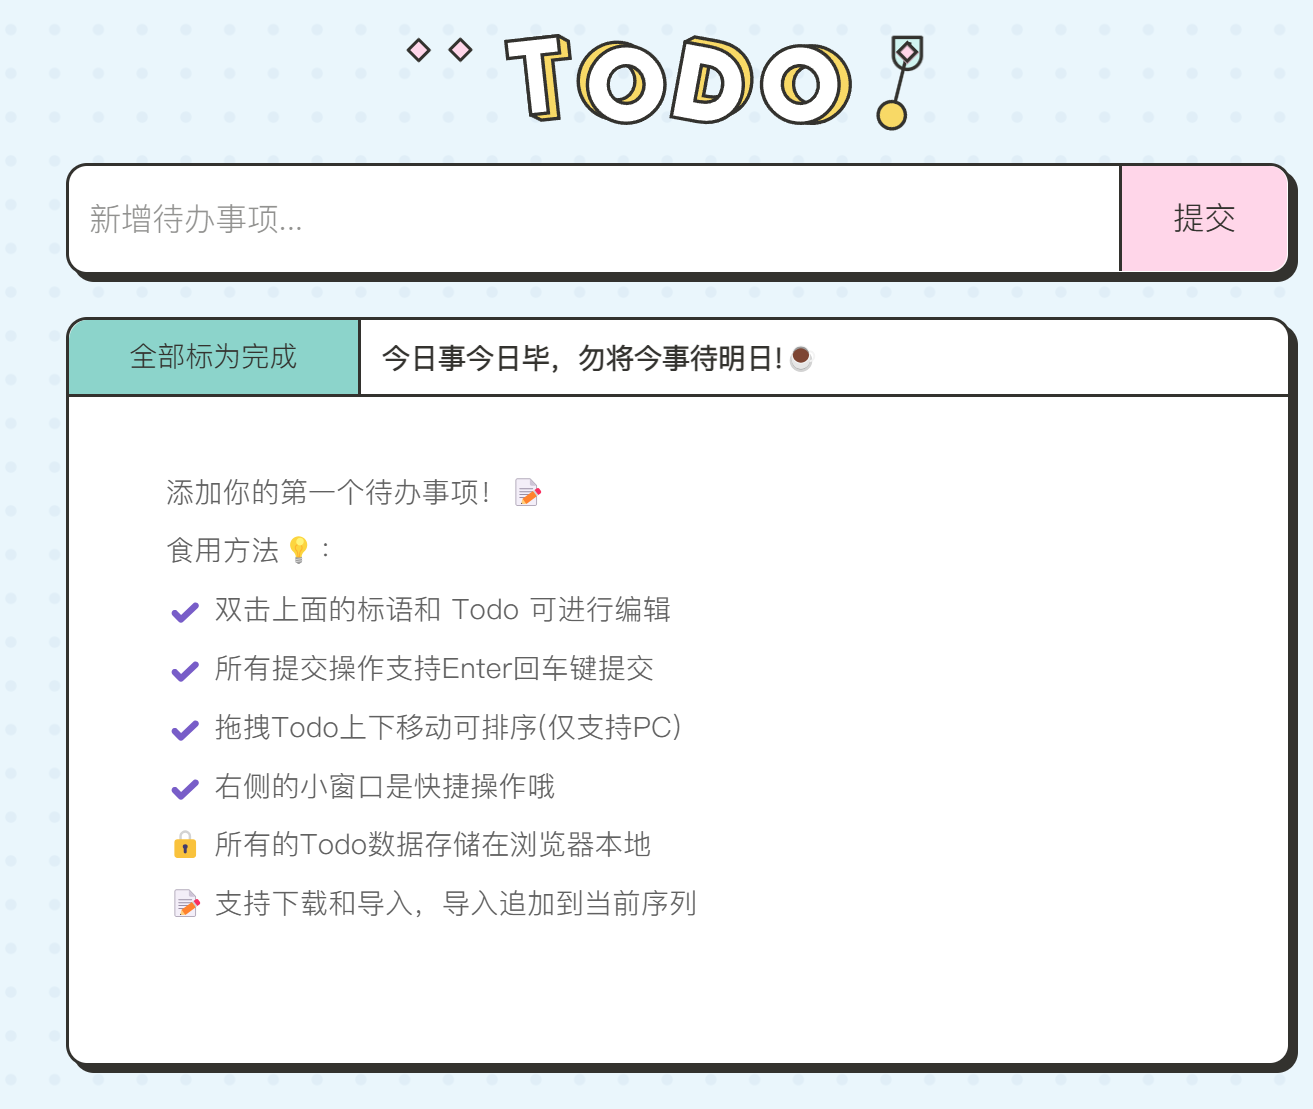 TODO
新增待办事项...
提交
全部标为完成
今日事今日毕，勿将今事待明日!☕
添加你的第一个待办事项！ 📝
食用方法💡：
✔ 双击上面的标语和 Todo 可进行编辑
✔ 所有提交操作支持Enter回车键提交
✔ 拖拽Todo上下移动可排序(仅支持PC)
✔ 右侧的小窗口是快捷操作哦
🔒 所有的Todo数据存储在浏览器本地
📝 支持下载和导入，导入追加到当前序列